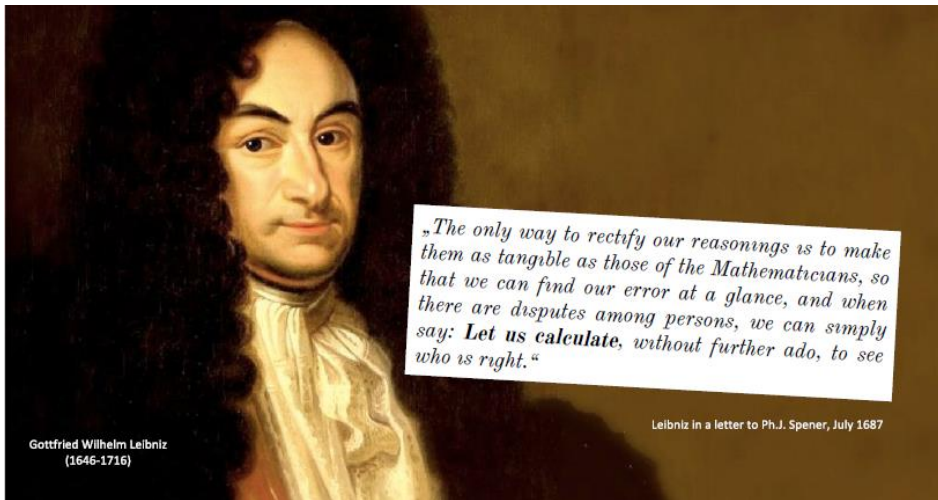 „The only way to rectify our reasonings is to make
them as tangible as those of the Mathematicians, so
that we can find our error at a glance, and when
there are disputes among persons, we can simply
say: Let us calculate, without further ado, to see
who is right.“
Leibniz in a letter to Ph.J. Spener, July 1687
Gottfried Wilhelm Leibniz
(1646-1716)